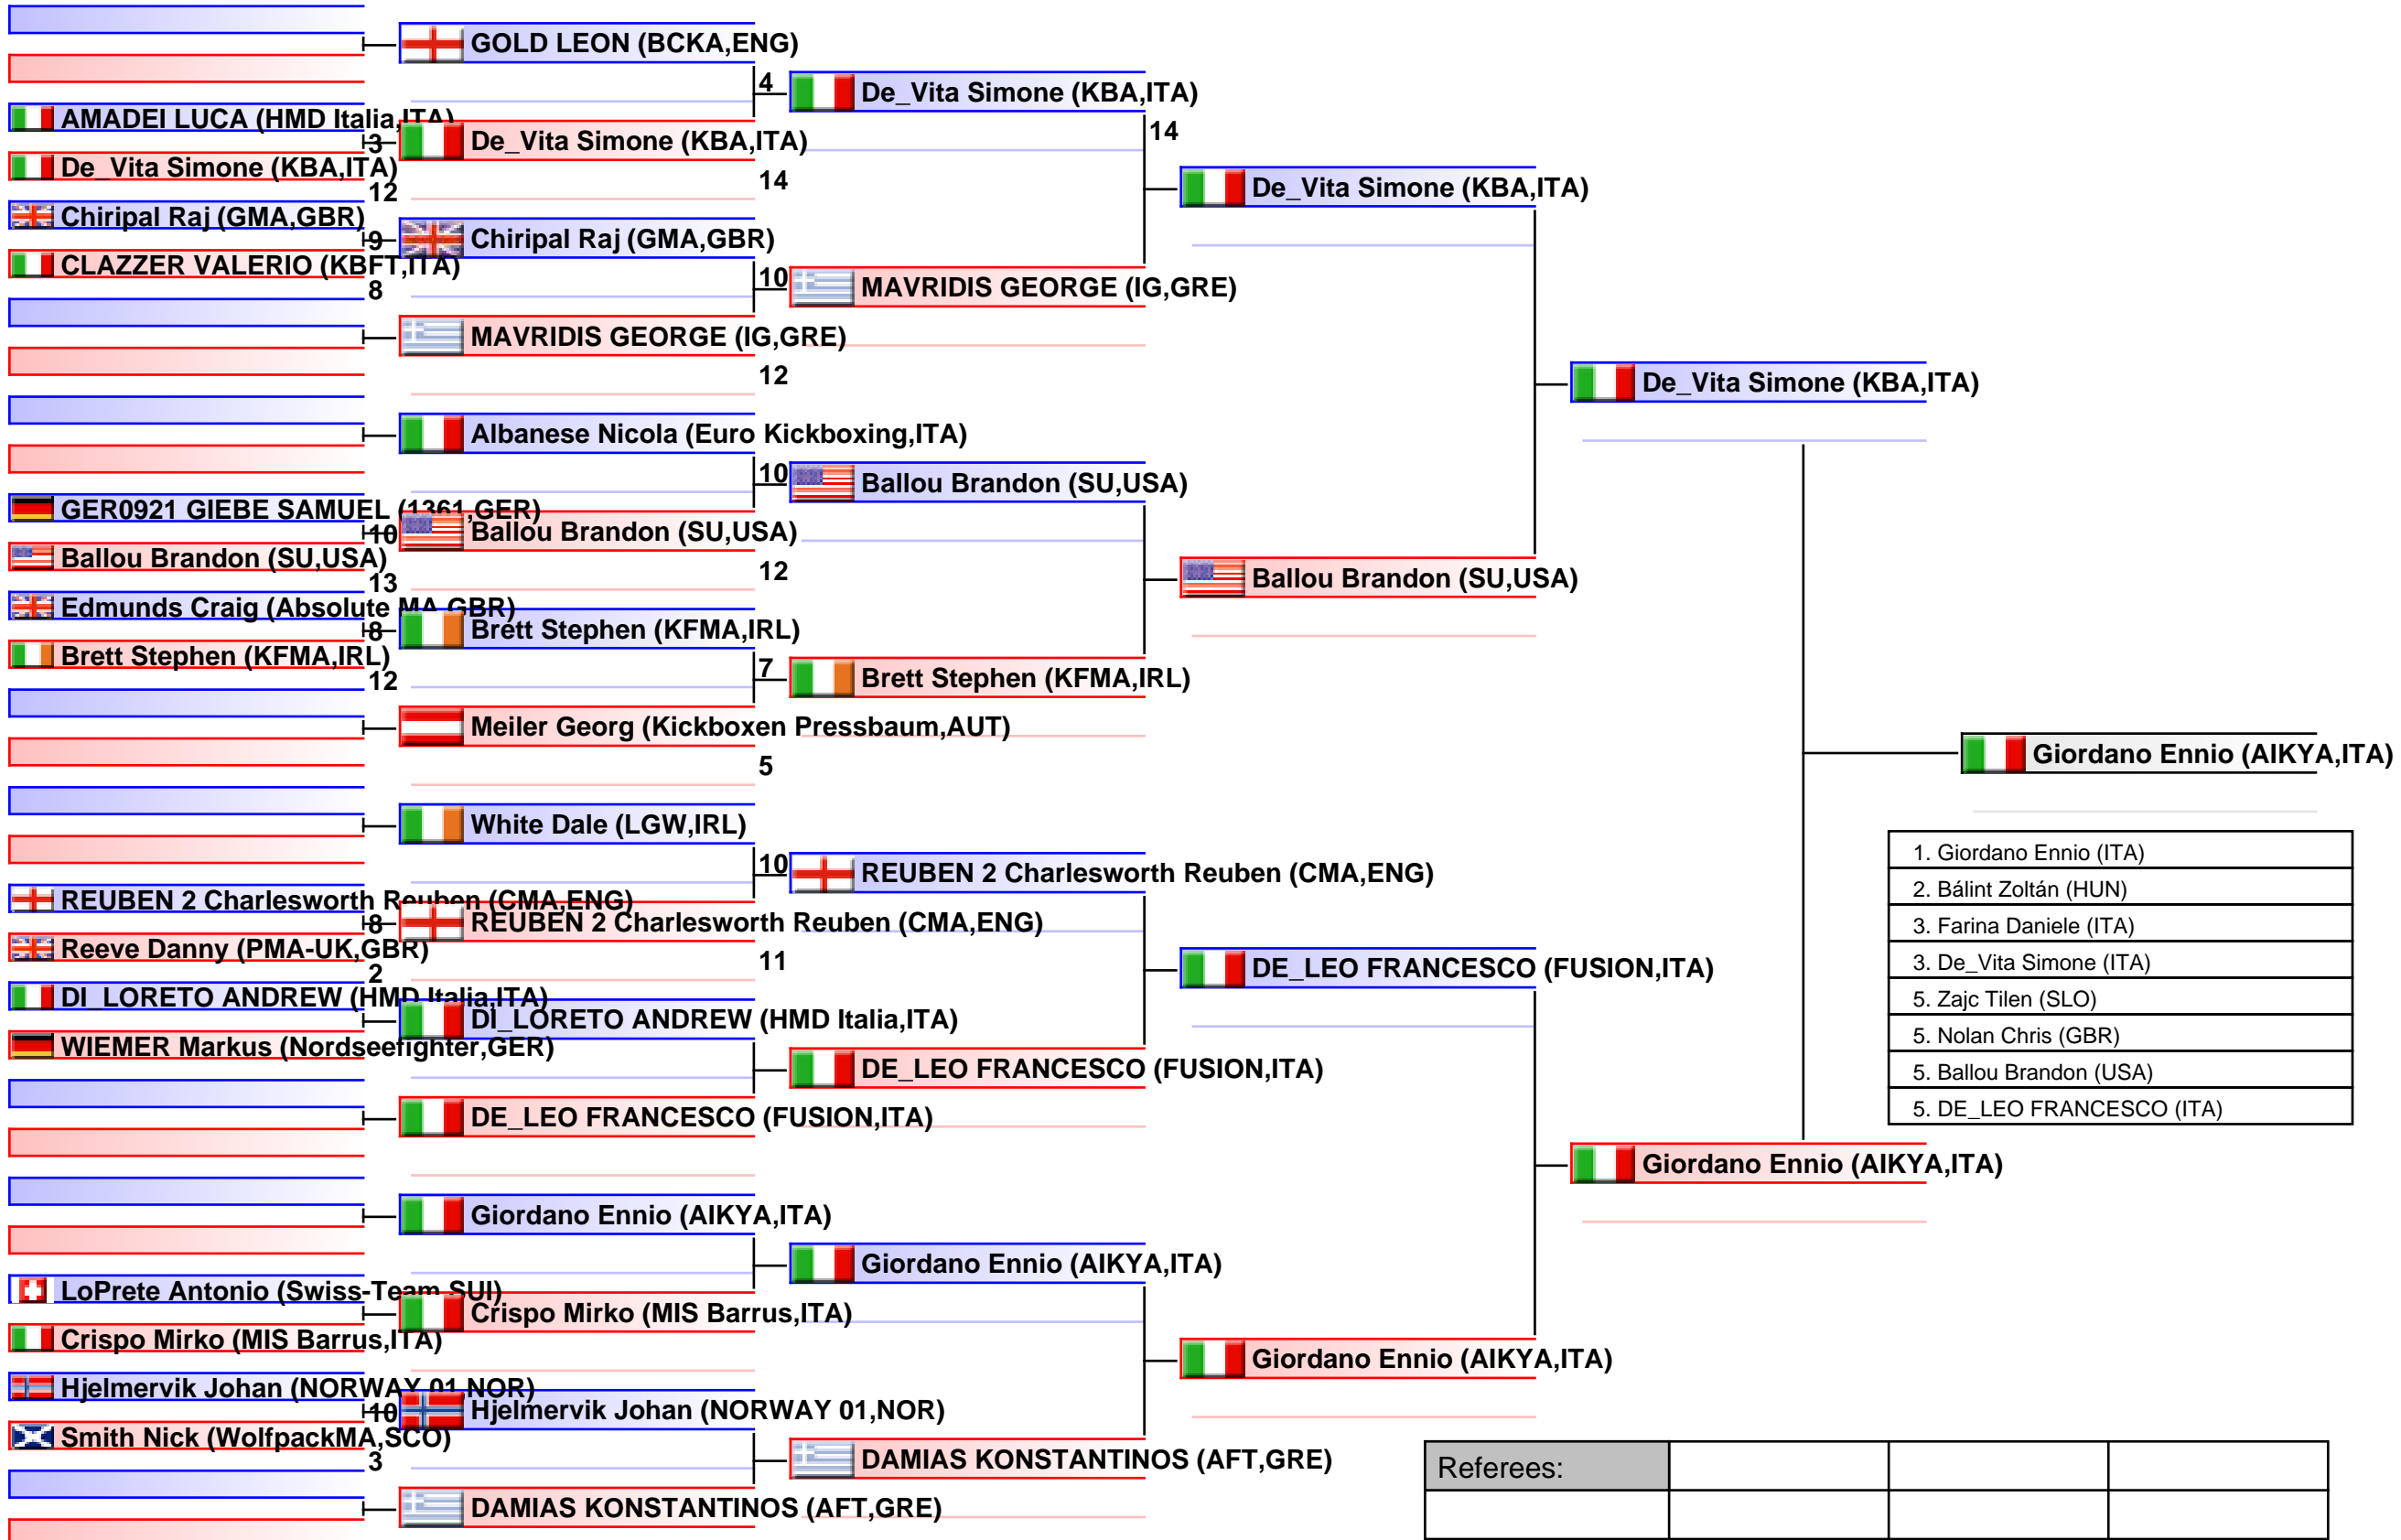 GOLD LEON (BCKA,ENG)
4
De_Vita Simone (KBA,ITA)
AMADEI LUCA (HMD Italia,ITA)
3
De_Vita Simone (KBA,ITA)
14
De_Vita Simone (KBA,ITA)
12
14
De_Vita Simone (KBA,ITA)
Chiripal Raj (GMA,GBR)
9
Chiripal Raj (GMA,GBR)
CLAZZER VALERIO (KBFT,ITA)
8
10
MAVRIDIS GEORGE (IG,GRE)
MAVRIDIS GEORGE (IG,GRE)
12
De_Vita Simone (KBA,ITA)
Albanese Nicola (Euro Kickboxing,ITA)
10
Ballou Brandon (SU,USA)
GER0921 GIEBE SAMUEL (1361,GER)
10
Ballou Brandon (SU,USA)
Ballou Brandon (SU,USA)
13
12
Ballou Brandon (SU,USA)
Edmunds Craig (Absolute MA,GBR)
8
Brett Stephen (KFMA,IRL)
Brett Stephen (KFMA,IRL)
12
7
Brett Stephen (KFMA,IRL)
Meiler Georg (Kickboxen Pressbaum,AUT)
5
Giordano Ennio (AIKYA,ITA)
White Dale (LGW,IRL)
10
REUBEN 2 Charlesworth Reuben (CMA,ENG)
REUBEN 2 Charlesworth Reuben (CMA,ENG)
8
REUBEN 2 Charlesworth Reuben (CMA,ENG)
Reeve Danny (PMA-UK,GBR)
2
11
DE_LEO FRANCESCO (FUSION,ITA)
DI_LORETO ANDREW (HMD Italia,ITA)
DI_LORETO ANDREW (HMD Italia,ITA)
WIEMER Markus (Nordseefighter,GER)
DE_LEO FRANCESCO (FUSION,ITA)
DE_LEO FRANCESCO (FUSION,ITA)
1. Giordano Ennio (ITA)
2. Bálint Zoltán (HUN)
3. Farina Daniele (ITA)
3. De_Vita Simone (ITA)
5. Zajc Tilen (SLO)
5. Nolan Chris (GBR)
5. Ballou Brandon (USA)
5. DE_LEO FRANCESCO (ITA)
Giordano Ennio (AIKYA,ITA)
Giordano Ennio (AIKYA,ITA)
Giordano Ennio (AIKYA,ITA)
LoPrete Antonio (Swiss-Team,SUI)
Crispo Mirko (MIS Barrus,ITA)
Crispo Mirko (MIS Barrus,ITA)
Giordano Ennio (AIKYA,ITA)
Hjelmervik Johan (NORWAY 01,NOR)
10
Hjelmervik Johan (NORWAY 01,NOR)
Smith Nick (WolfpackMA,SCO)
3
DAMIAS KONSTANTINOS (AFT,GRE)
DAMIAS KONSTANTINOS (AFT,GRE)
Referees: